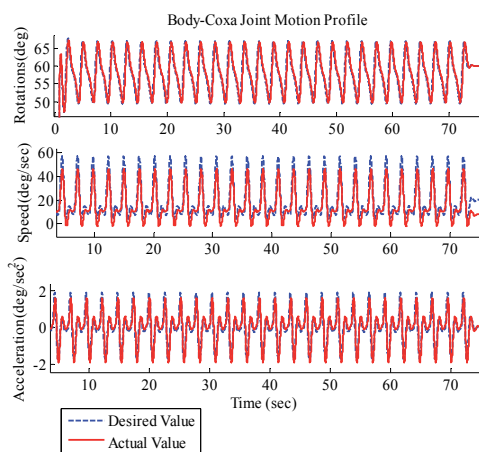 Body-Coxa Joint Motion Profile
Rotations(deg)
65
60
55
50
0 10 20 30 40 50 60 70
Speed(deg/sec)
60
40
20
0
10 20 30 40 50 60 70
Acceleration(deg/sec²)
2
0
-2
10 20 30 40 50 60 70
Time (sec)
Desired Value
Actual Value